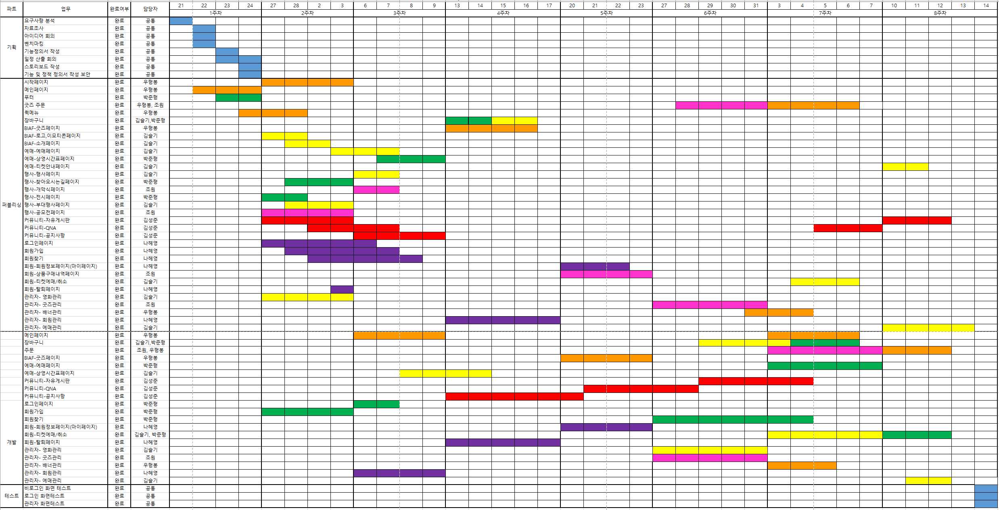 파트 업무 완료여부 담당자 21 22 23 24 27 28 2 3 6 7 8 9 13 14 15 16 17 20 21 22 23 27 28 29 30 31 3 4 5 6 7 10 11 12 13 14
1주차 2주차 3주차 4주차 5주차 6주차 7주차 8주차
기획
요구사항 분석 완료 공통
자료조사 완료 공통
아이디어 회의 완료 공통
벤치마킹 완료 공통
기능정의서 작성 완료 공통
일정 산출 회의 완료 공통
스토리보드 작성 완료 공통
기능 및 정책 정의서 작성 보안 완료 공통
퍼블리싱
시작페이지 완료 우형봉
메인페이지 완료 우형봉
푸터 완료 박준형
굿즈 주문 완료 우형봉, 조원
퀵메뉴 완료 우형봉
장바구니 완료 김슬기,박준형
BIAF-굿즈페이지 완료 우형봉
BIAF-로고,이모티콘페이지 완료 김슬기
BIAF-소개페이지 완료 김슬기
예매-예매페이지 완료 김슬기
예매-상영시간표페이지 완료 박준형
예매-티켓안내페이지 완료 김슬기
행사-행사페이지 완료 김슬기
행사-찾아오시는길페이지 완료 박준형
행사-개막식페이지 완료 조원
행사-전시페이지 완료 박준형
행사-부대행사페이지 완료 김슬기
행사-공모전페이지 완료 조원
커뮤니티-자유게시판 완료 김성준
커뮤니티-QNA 완료 김성준
커뮤니티-공지사항 완료 김성준
로그인페이지 완료 나혜영
회원가입 완료 나혜영
회원찾기 완료 나혜영
회원-회원정보페이지(마이페이지) 완료 나혜영
회원-상품구매내역페이지 완료 조원
회원-티켓예매/취소 완료 김슬기
회원-탈퇴페이지 완료 나혜영
관리자- 영화관리 완료 김슬기
관리자- 굿즈관리 완료 조원
관리자- 배너관리 완료 우형봉
관리자- 회원관리 완료 나혜영
관리자- 예매관리 완료 김슬기
개발
메인페이지 완료 우형봉
장바구니 완료 김슬기,박준형
주문 완료 조원, 우형봉
BIAF-굿즈페이지 완료 우형봉
예매-예매페이지 완료 박준형
예매-상영시간표페이지 완료 김슬기
커뮤니티-자유게시판 완료 김성준
커뮤니티-QNA 완료 김성준
커뮤니티-공지사항 완료 김성준
로그인페이지 완료 박준형
회원가입 완료 박준형
회원찾기 완료 박준형
회원-회원정보페이지(마이페이지) 완료 나혜영
회원-티켓예매/취소 완료 김슬기, 박준형
회원-탈퇴페이지 완료 나혜영
관리자- 영화관리 완료 김슬기
관리자- 굿즈관리 완료 조원
관리자- 배너관리 완료 우형봉
관리자- 회원관리 완료 나혜영
관리자- 예매관리 완료 김슬기
테스트
비로그인 화면 테스트 완료 공통
로그인 화면테스트 완료 공통
관리자 화면테스트 완료 공통